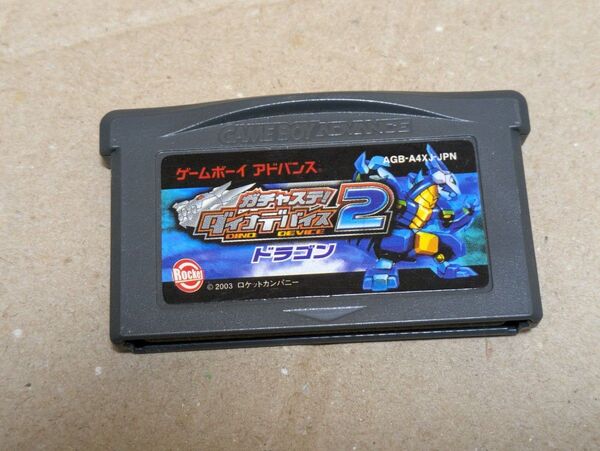 GAME BOY ADVANCE
ゲームボーイ アドバンス
AGB-A4XJ-JPN
ガチャステ!
ダイナデバイス2
DINO DEVICE
ドラゴン
Rocket
© 2003 ロケットカンパニー